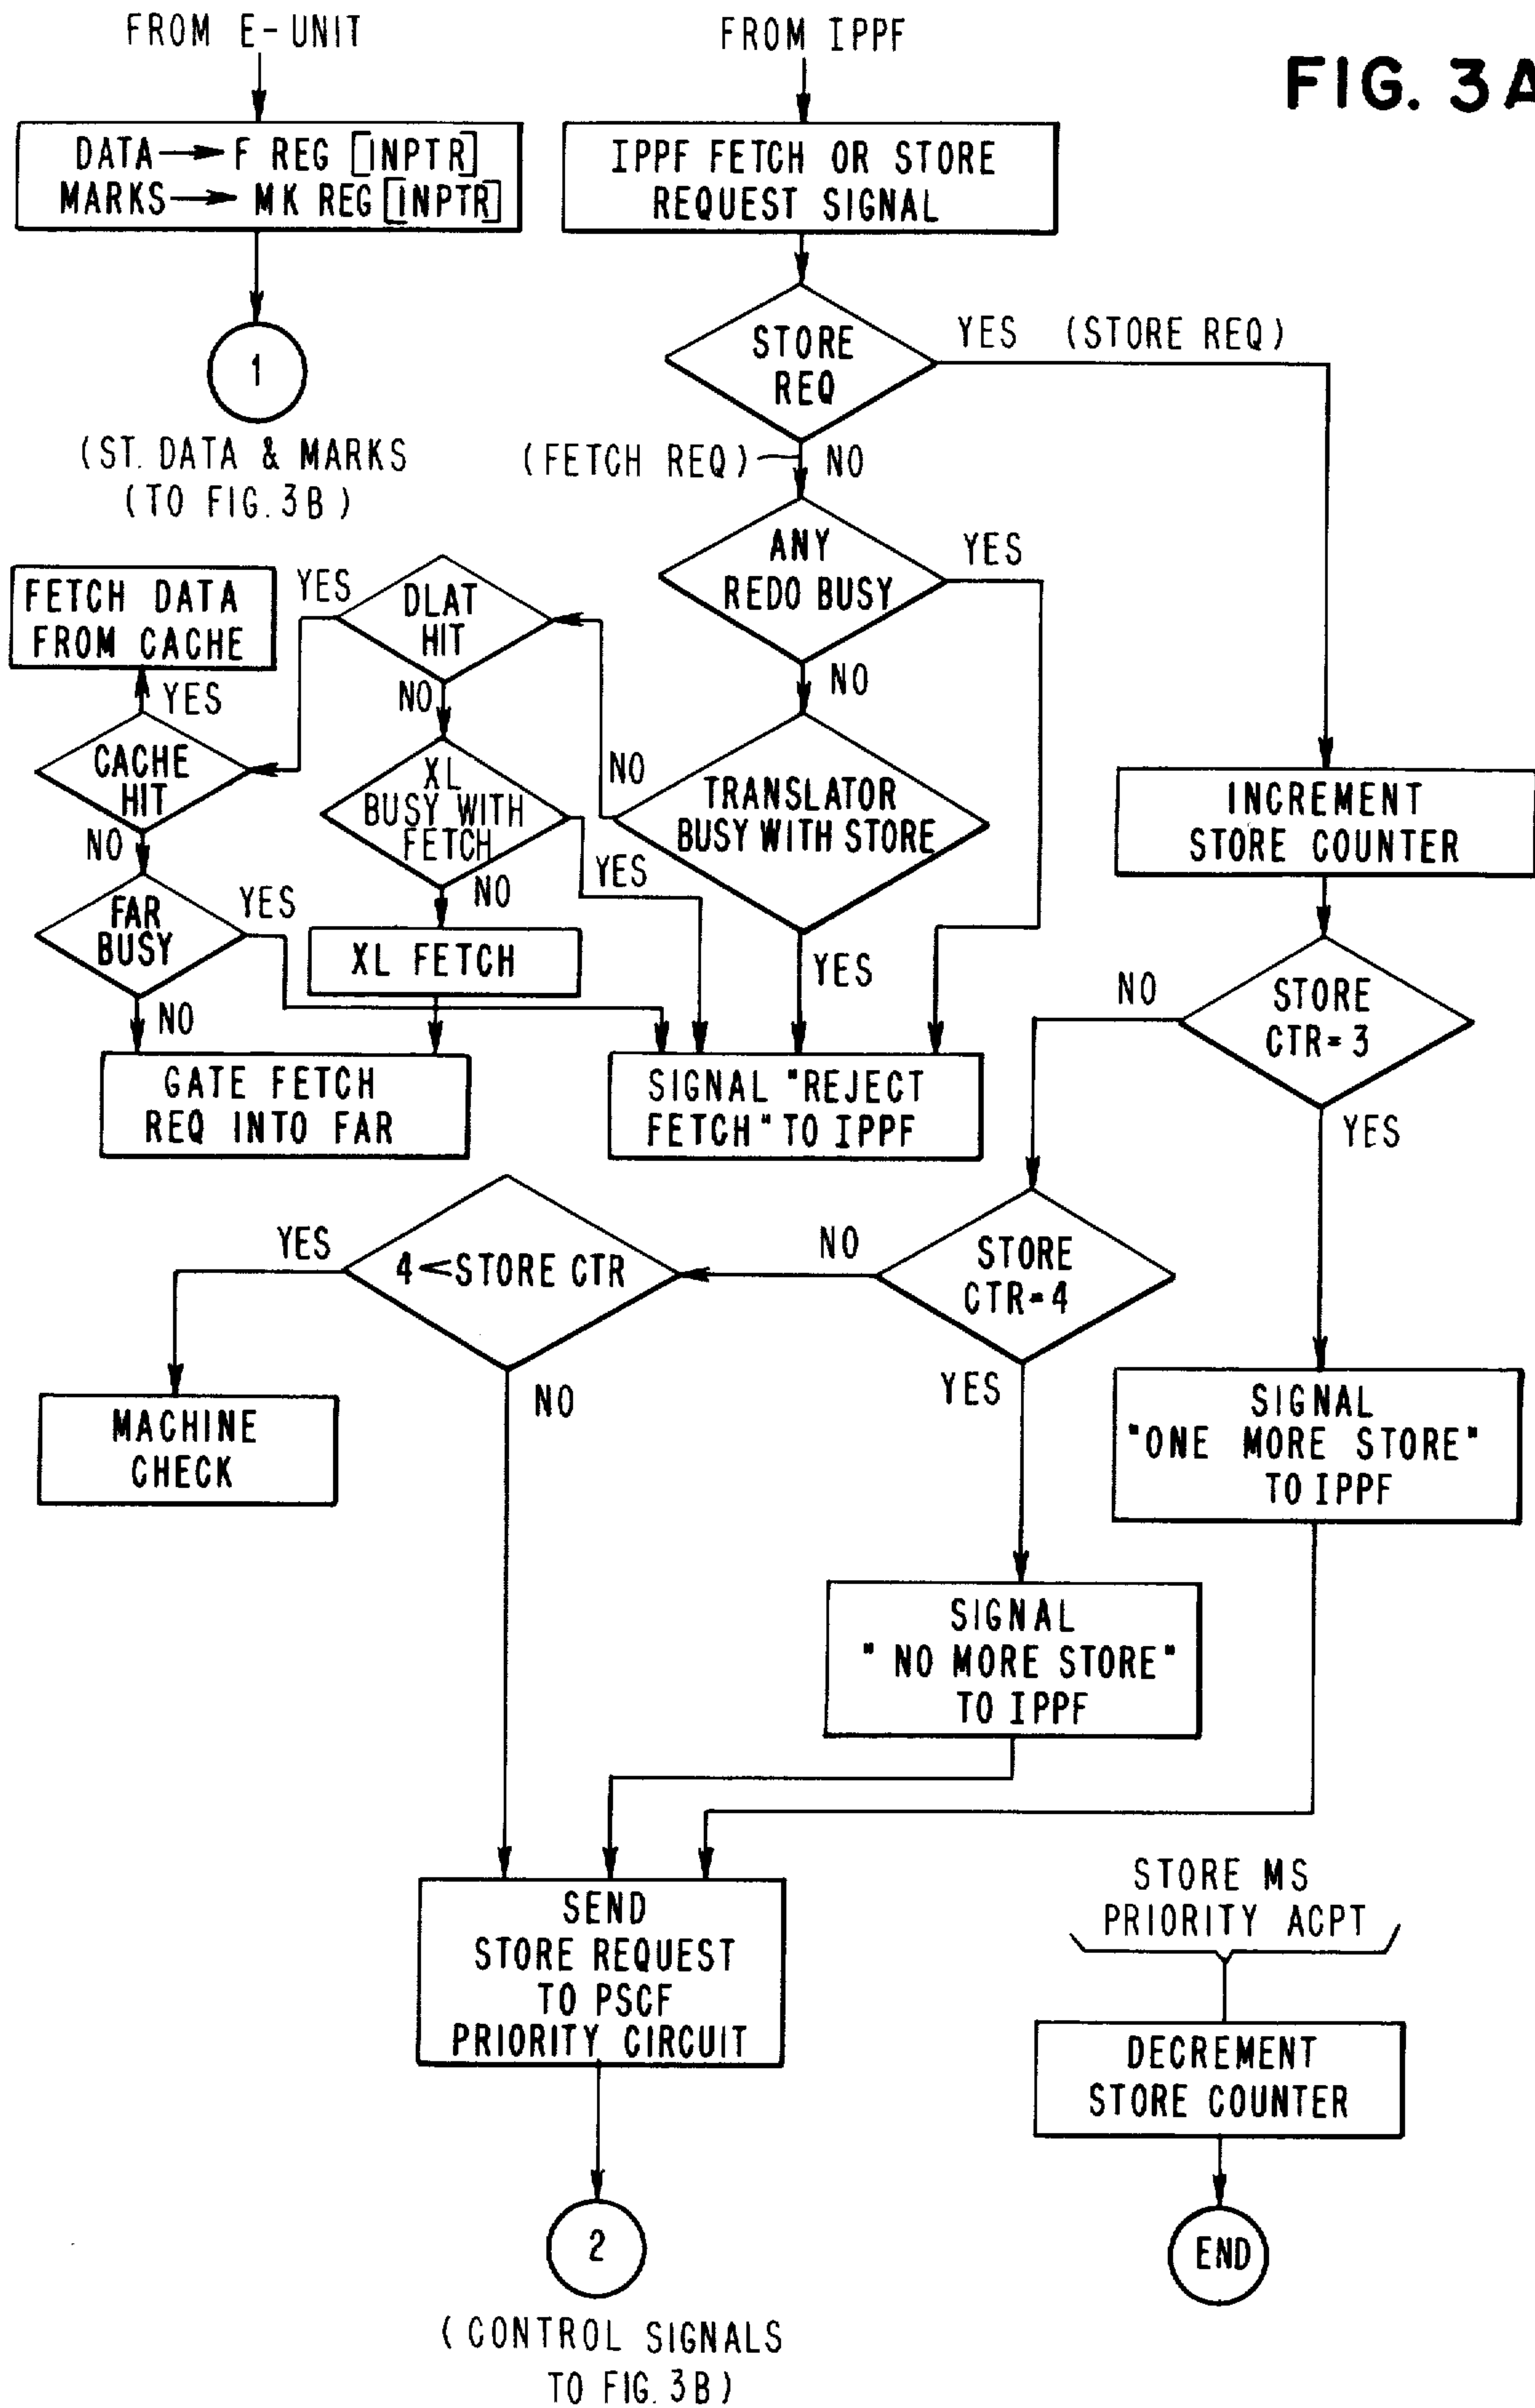 FROM E-UNIT
FROM IPPF
FIG. 3A
DATA → F REG [INPTR]
MARKS → MK REG [INPTR]
IPPF FETCH OR STORE
REQUEST SIGNAL
1
(ST. DATA & MARKS
(TO FIG. 3B)
STORE
REQ
YES (STORE REQ)
(FETCH REQ)
NO
ANY
REDO BUSY
YES
NO
TRANSLATOR
BUSY WITH STORE
NO
YES
DLAT
HIT
YES
NO
FETCH DATA
FROM CACHE
YES
CACHE
HIT
NO
XL
BUSY WITH
FETCH
YES
NO
FAR
BUSY
YES
NO
XL FETCH
GATE FETCH
REQ INTO FAR
SIGNAL "REJECT
FETCH" TO IPPF
INCREMENT
STORE COUNTER
STORE
CTR=3
NO
YES
STORE
CTR=4
NO
YES
4<STORE CTR
YES
NO
MACHINE
CHECK
SIGNAL
"ONE MORE STORE"
TO IPPF
SIGNAL
"NO MORE STORE"
TO IPPF
SEND
STORE REQUEST
TO PSCF
PRIORITY CIRCUIT
2
(CONTROL SIGNALS
TO FIG. 3B)
STORE MS
PRIORITY ACPT
DECREMENT
STORE COUNTER
END